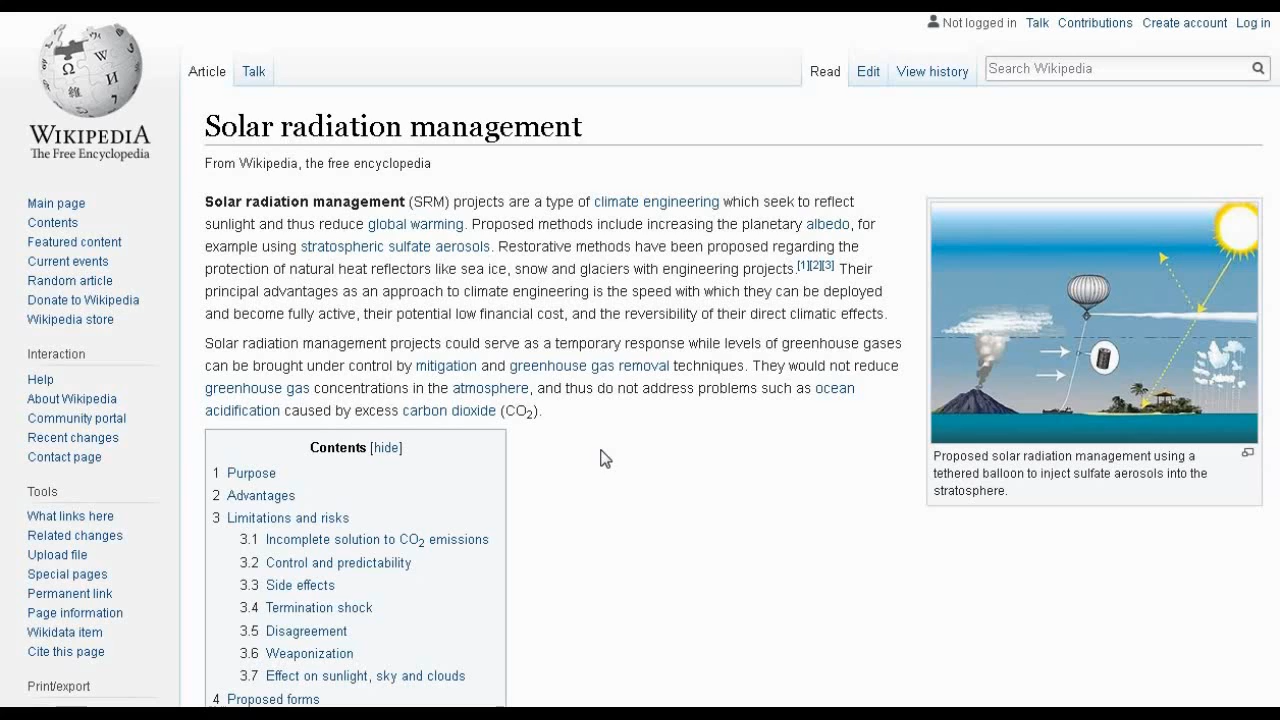 Not logged in Talk Contributions Create account Log in
WIKIPEDIA
The Free Encyclopedia
Article Talk
Read Edit View history
Search Wikipedia
Main page
Contents
Featured content
Current events
Random article
Donate to Wikipedia
Wikipedia store
Interaction
Help
About Wikipedia
Community portal
Recent changes
Contact page
Tools
What links here
Related changes
Upload file
Special pages
Permanent link
Page information
Wikidata item
Cite this page
Print/export
Solar radiation management
From Wikipedia, the free encyclopedia
Solar radiation management (SRM) projects are a type of climate engineering which seek to reflect
sunlight and thus reduce global warming. Proposed methods include increasing the planetary albedo, for
example using stratospheric sulfate aerosols. Restorative methods have been proposed regarding the
protection of natural heat reflectors like sea ice, snow and glaciers with engineering projects.[1][2][3] Their
principal advantages as an approach to climate engineering is the speed with which they can be deployed
and become fully active, their potential low financial cost, and the reversibility of their direct climatic effects.
Solar radiation management projects could serve as a temporary response while levels of greenhouse gases
can be brought under control by mitigation and greenhouse gas removal techniques. They would not reduce
greenhouse gas concentrations in the atmosphere, and thus do not address problems such as ocean
acidification caused by excess carbon dioxide (CO2).
Contents [hide]
1 Purpose
2 Advantages
3 Limitations and risks
3.1 Incomplete solution to CO2 emissions
3.2 Control and predictability
3.3 Side effects
3.4 Termination shock
3.5 Disagreement
3.6 Weaponization
3.7 Effect on sunlight, sky and clouds
4 Proposed forms
Proposed solar radiation management using a
tethered balloon to inject sulfate aerosols into the
stratosphere.